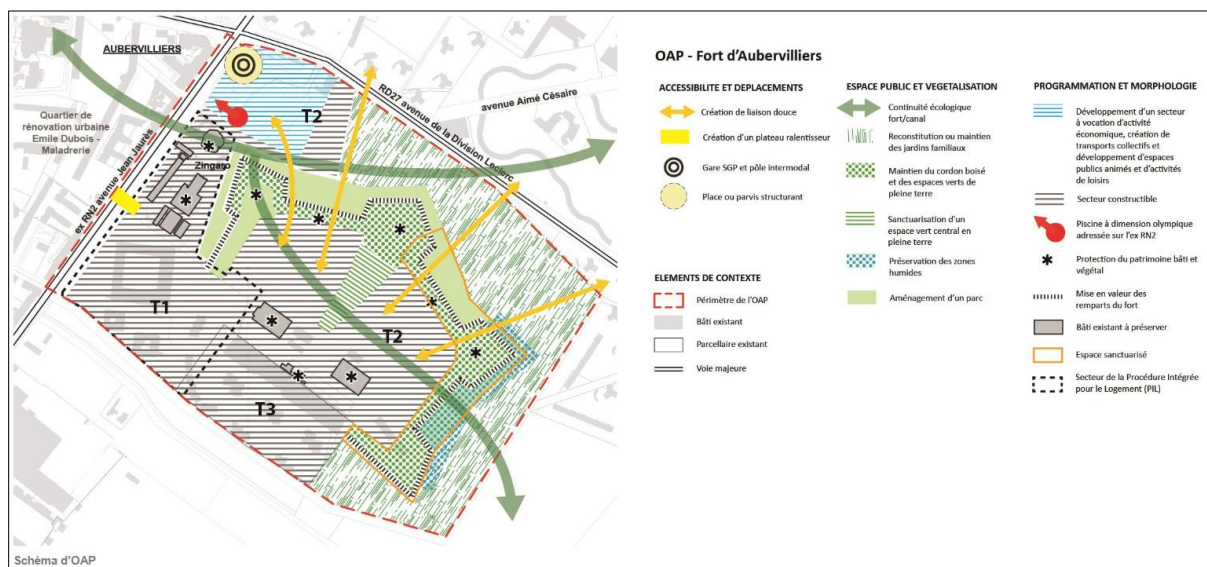 AUBERVILLIERS
Quartier de
rénovation urbaine
Emile Dubois -
Maladrerie
ex RN2 avenue Jean Jaurès
Zingaro
T2
RD27 avenue de la Division Leclerc
avenue Aimé Césaire
T1
T2
T3
Schéma d'OAP
OAP - Fort d'Aubervilliers
ACCESSIBILITE ET DEPLACEMENTS
Création de liaison douce
Création d'un plateau ralentisseur
Gare SGP et pôle intermodal
Place ou parvis structurant
ELEMENTS DE CONTEXTE
Périmètre de l'OAP
Bâti existant
Parcellaire existant
Voie majeure
ESPACE PUBLIC ET VEGETALISATION
Continuité écologique
fort/canal
Reconstitution ou maintien
des jardins familiaux
Maintien du cordon boisé
et des espaces verts de
pleine terre
Sanctuarisation d'un
espace vert central en
pleine terre
Préservation des zones
humides
Aménagement d'un parc
PROGRAMMATION ET MORPHOLOGIE
Développement d'un secteur
à vocation d'activité
économique, création de
transports collectifs et
développement d'espaces
publics animés et d'activités
de loisirs
Secteur constructible
Piscine à dimension olympique
adressée sur l'ex RN2
Protection du patrimoine bâti et
végétal
Mise en valeur des
remparts du fort
Bâti existant à préserver
Espace sanctuarisé
Secteur de la Procédure Intégrée
pour le Logement (PIL)